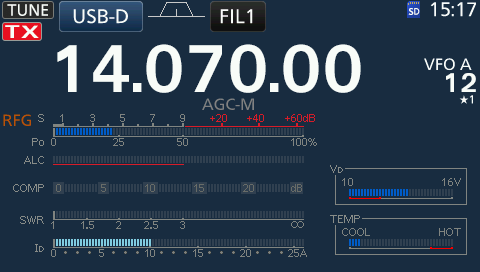 TUNE USB-D FIL1 SD 15:17
TX
14.070.00 VFO A
12
★1
AGC-M
RFG
S 1 3 5 7 9 +20 +40 +60dB
Po 0 25 50 100%
ALC
COMP 0 5 10 15 20 dB
SWR 1 1.5 2 2.5 3 ∞
ID 0 5 10 15 20 25A
VD
10 16V
TEMP
COOL HOT